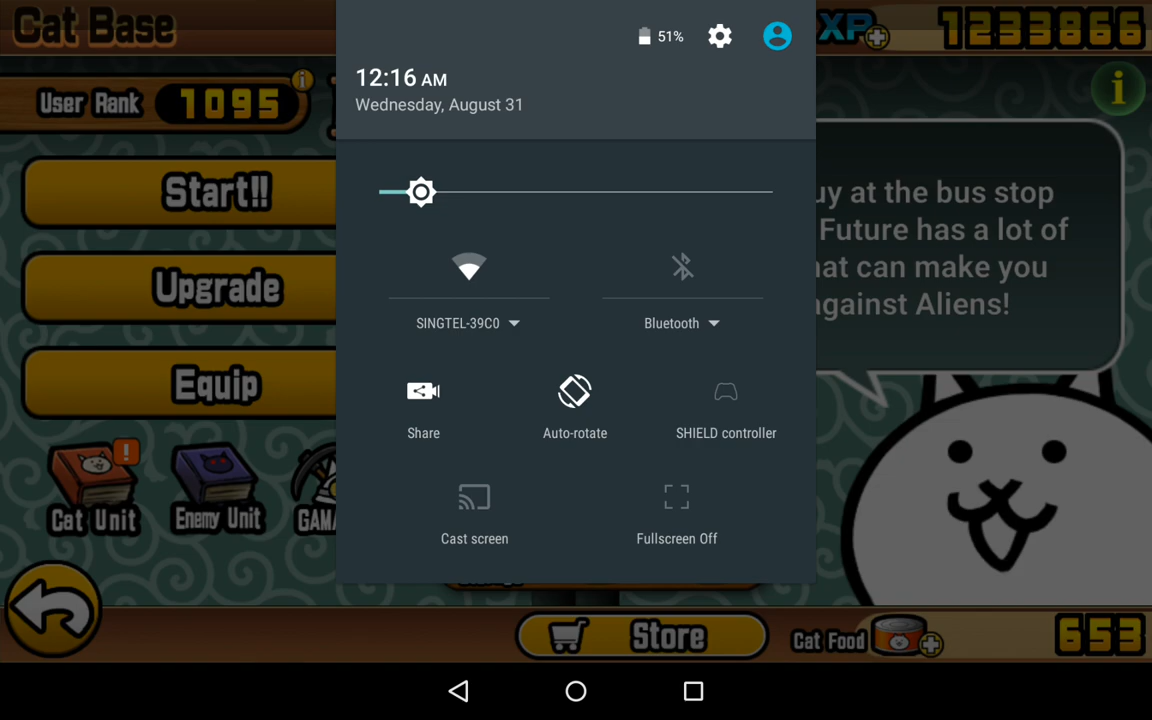 Cat Base
51%
XP
1233866
12:16 AM
Wednesday, August 31
User Rank
1095
i
i
Start!!
uy at the bus stop
Future has a lot of
hat can make you
against Aliens!
Upgrade
SINGTEL-39C0
Bluetooth
Equip
Share
Auto-rotate
SHIELD controller
Cat Unit
Enemy Unit
GAMA
Cast screen
Fullscreen Off
Store
Cat Food
653